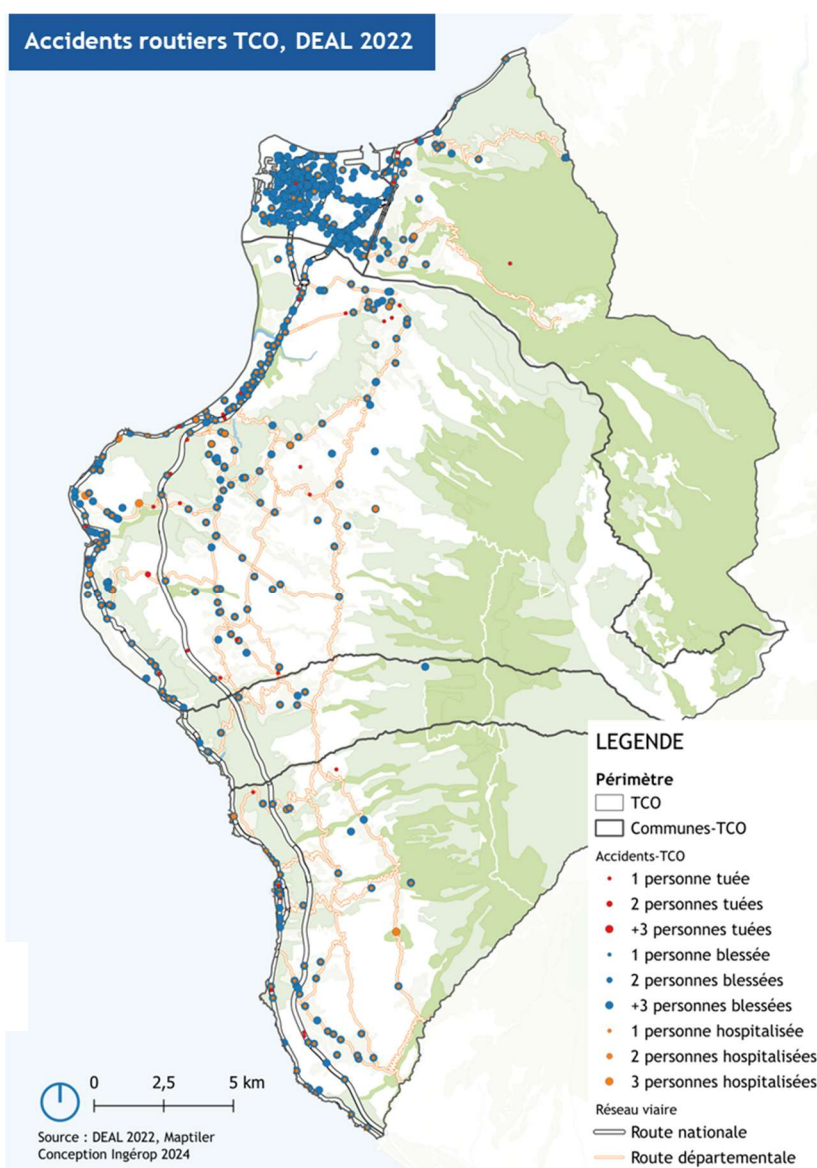 Accidents routiers TCO, DEAL 2022
LEGENDE
Périmètre
TCO
Communes-TCO
Accidents-TCO
1 personne tuée
2 personnes tuées
+3 personnes tuées
1 personne blessée
2 personnes blessées
+3 personnes blessées
1 personne hospitalisée
2 personnes hospitalisées
3 personnes hospitalisées
Réseau viaire
Route nationale
Route départementale
0 2,5 5 km
Source : DEAL 2022, Maptiler
Conception Ingérop 2024